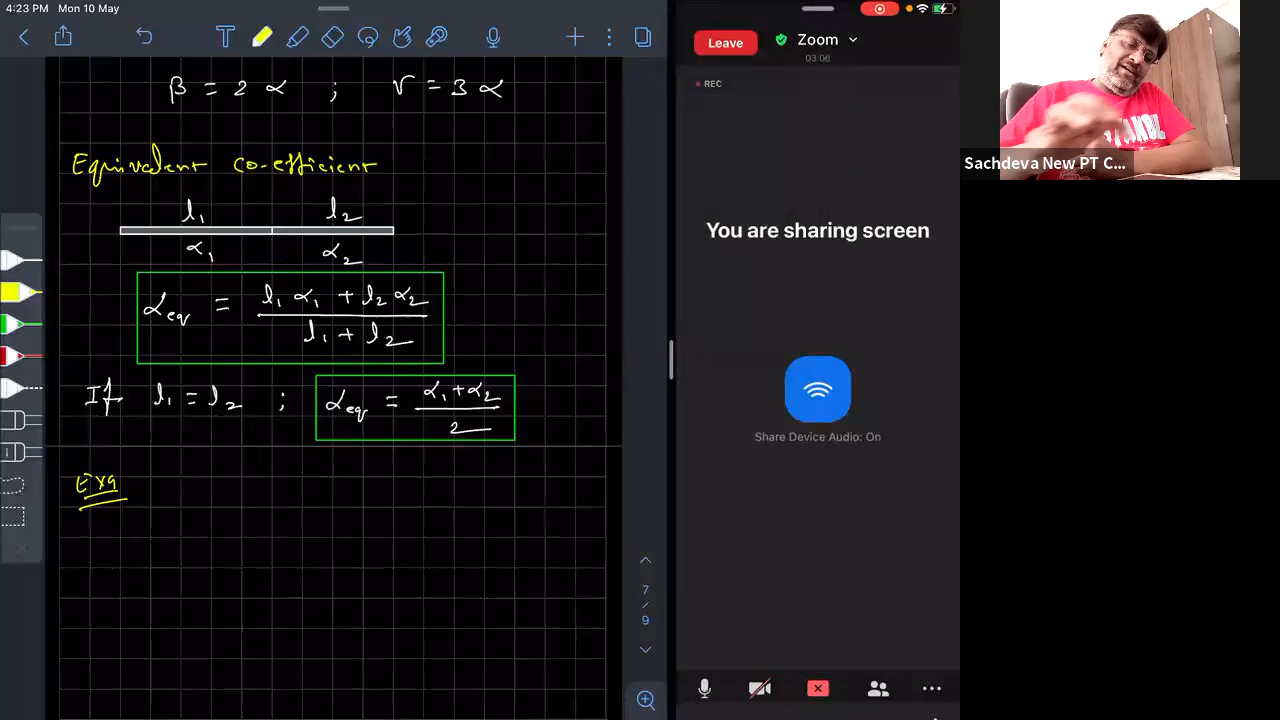 4:23 PM Mon 10 May
β = 2 α ; γ = 3 α
Equivalent co-efficient
l₁ l₂
α₁ α₂
α_eq = (l₁ α₁ + l₂ α₂) / (l₁ + l₂)
If l₁ = l₂ ; α_eq = (α₁ + α₂) / 2
Exa
7
/
9
Leave
Zoom
03:06
REC
You are sharing screen
Share Device Audio: On
Sachdeva New PT C...